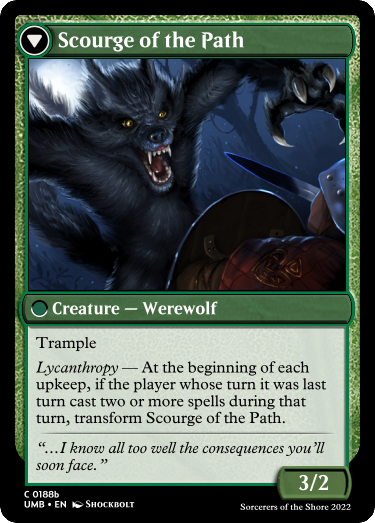 Scourge of the Path
Creature — Werewolf
Trample
Lycanthropy — At the beginning of each
upkeep, if the player whose turn it was last
turn cast two or more spells during that
turn, transform Scourge of the Path.
“…I know all too well the consequences you’ll
soon face.”
3/2
C 0188b
UMB • EN Shockbolt
Sorcerers of the Shore 2022